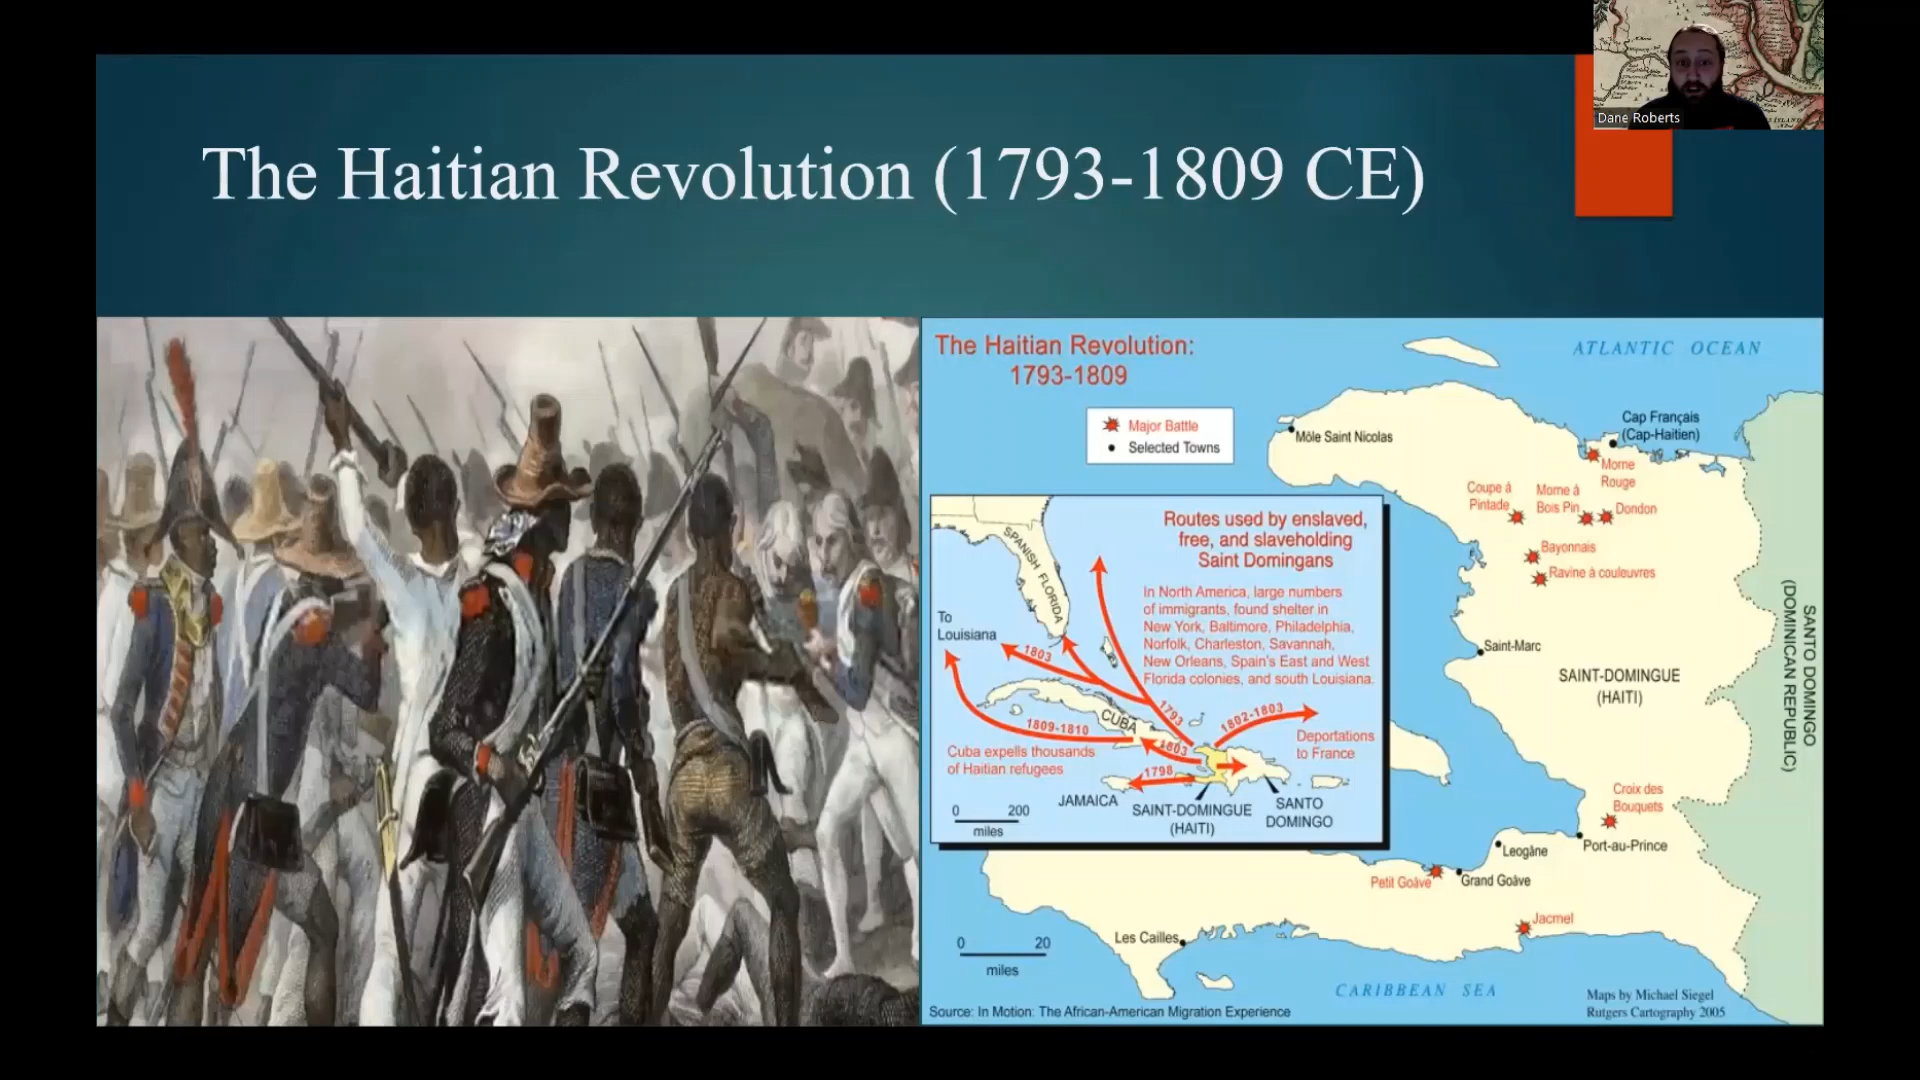 Dane Roberts
The Haitian Revolution (1793-1809 CE)
The Haitian Revolution:
1793-1809
Major Battle
Selected Towns
ATLANTIC OCEAN
Môle Saint Nicolas
Cap Français
(Cap-Haitien)
Morne
Rouge
Coupe à
Pintade
Morne à
Bois Pin
Dondon
Bayonnais
Ravine à couleuvres
Saint-Marc
SAINT-DOMINGUE
(HAITI)
SANTO DOMINGO
(DOMINICAN REPUBLIC)
Croix des
Bouquets
Port-au-Prince
Leogâne
Petit Goâve
Grand Goâve
Jacmel
Les Cailles
0 20
miles
CARIBBEAN SEA
Maps by Michael Siegel
Rutgers Cartography 2005
Source: In Motion: The African-American Migration Experience
Routes used by enslaved,
free, and slaveholding
Saint Domingans
In North America, large numbers
of immigrants, found shelter in
New York, Baltimore, Philadelphia,
Norfolk, Charleston, Savannah,
New Orleans, Spain's East and West
Florida colonies, and south Louisiana.
SPANISH FLORIDA
To
Louisiana
1803
1793
1802-1803
CUBA
1809-1810
1803
Deportations
to France
Cuba expells thousands
of Haitian refugees
1798
JAMAICA
SAINT-DOMINGUE
(HAITI)
SANTO
DOMINGO
0 200
miles